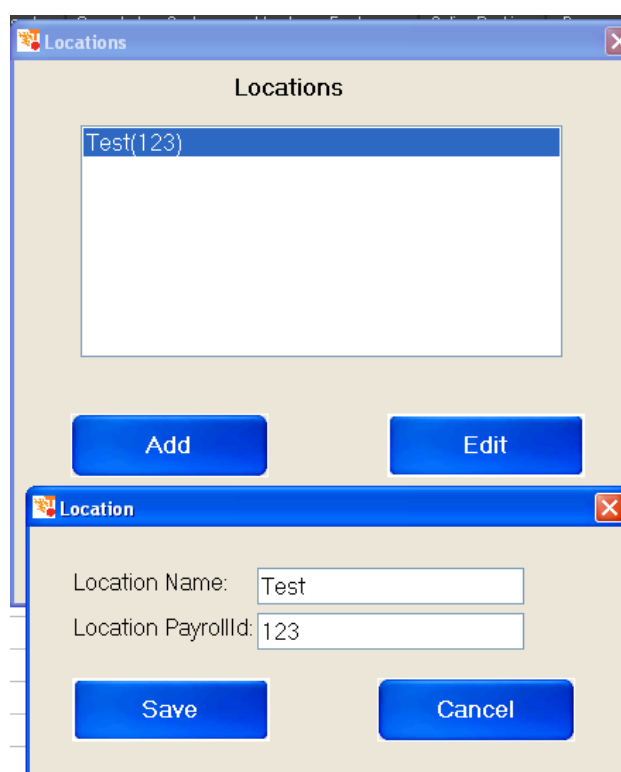 Locations
Locations
Test(123)
Add Edit
Location
Location Name: Test
Location PayrollId: 123
Save Cancel